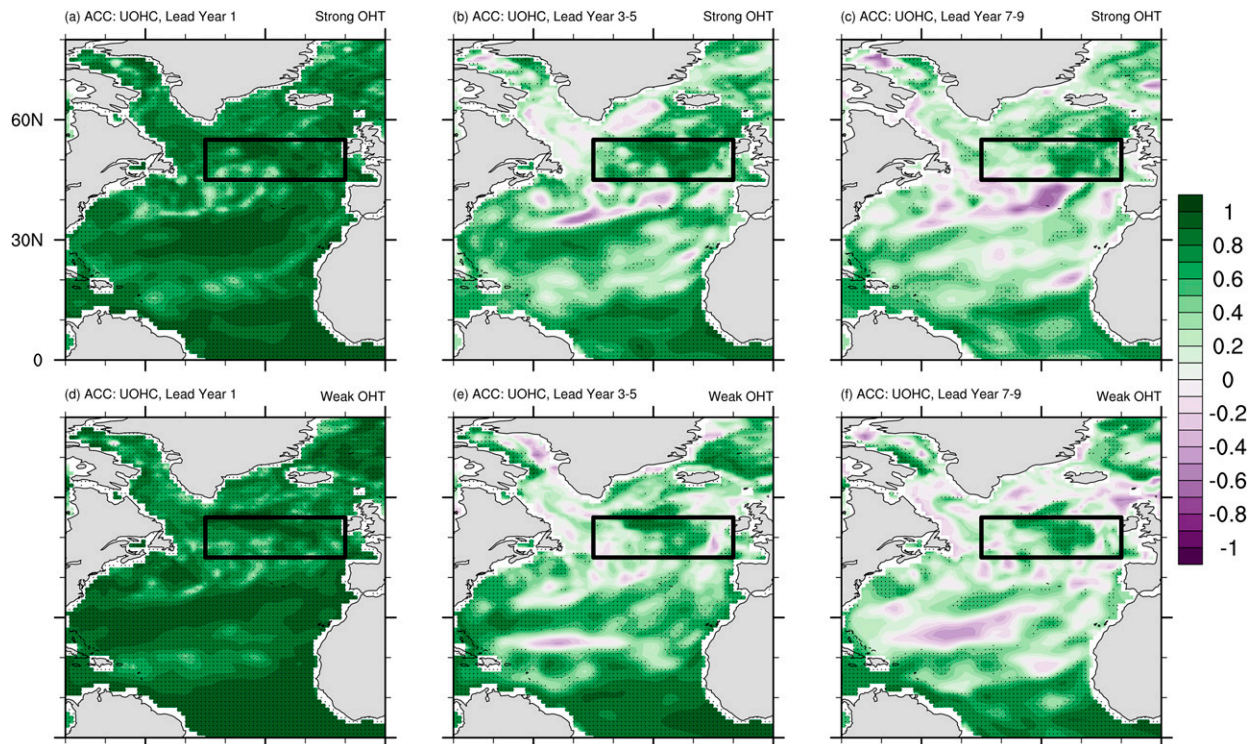 (a) ACC: UOHC, Lead Year 1 Strong OHT
(b) ACC: UOHC, Lead Year 3-5 Strong OHT
(c) ACC: UOHC, Lead Year 7-9 Strong OHT
60N
30N
0
(d) ACC: UOHC, Lead Year 1 Weak OHT
(e) ACC: UOHC, Lead Year 3-5 Weak OHT
(f) ACC: UOHC, Lead Year 7-9 Weak OHT
1
0.8
0.6
0.4
0.2
0
-0.2
-0.4
-0.6
-0.8
-1